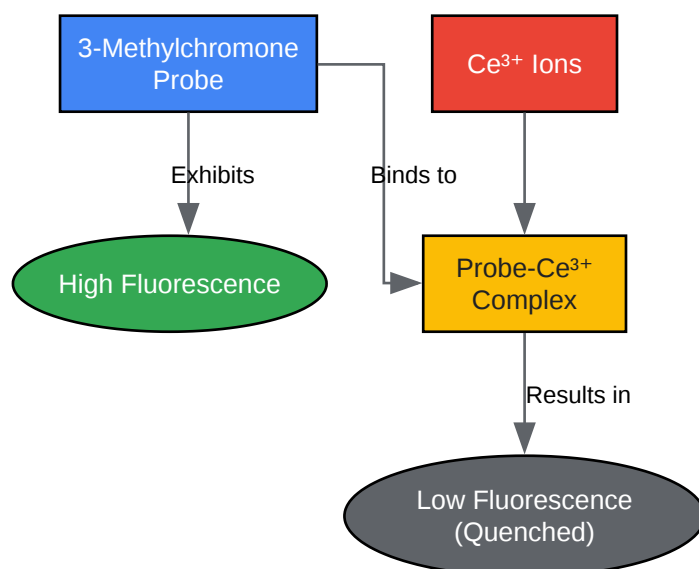 3-Methylchromone
Probe
Ce³⁺ Ions
Exhibits
Binds to
High Fluorescence
Probe-Ce³⁺
Complex
Results in
Low Fluorescence
(Quenched)